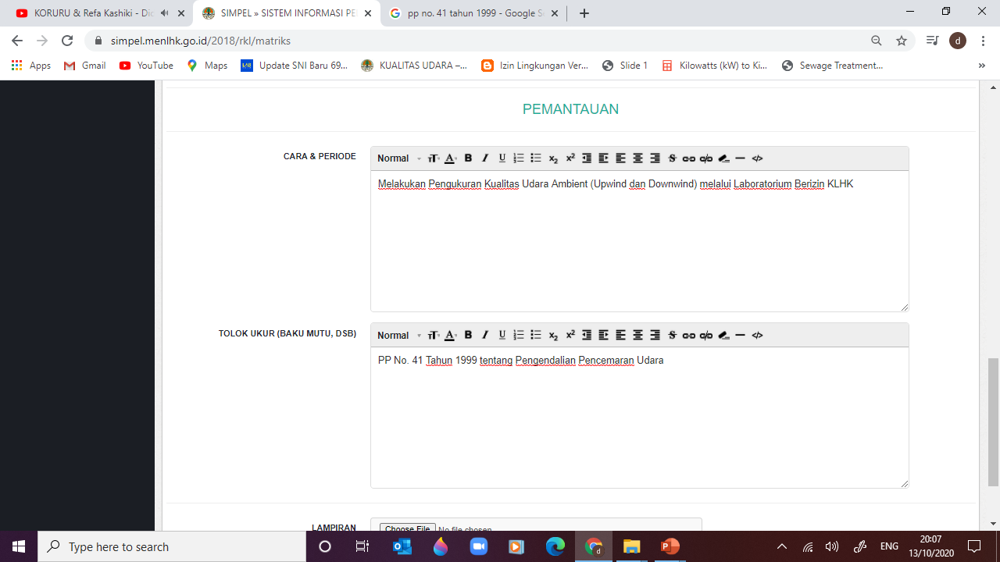 KORURU & Refa Kashiki - Dic
SIMPEL » SISTEM INFORMASI PE
pp no. 41 tahun 1999 - Google S
simpel.menlhk.go.id/2018/rkl/matriks
d
Apps
Gmail
YouTube
Maps
Update SNI Baru 69...
KUALITAS UDARA –...
Izin Lingkungan Ver...
Slide 1
Kilowatts (kW) to Ki...
Sewage Treatment...
»
PEMANTAUAN
CARA & PERIODE
Normal
Melakukan Pengukuran Kualitas Udara Ambient (Upwind dan Downwind) melalui Laboratorium Berizin KLHK
TOLOK UKUR (BAKU MUTU, DSB)
Normal
PP No. 41 Tahun 1999 tentang Pengendalian Pencemaran Udara
LAMPIRAN
Choose File No file chosen
Type here to search
ENG
20:07
13/10/2020